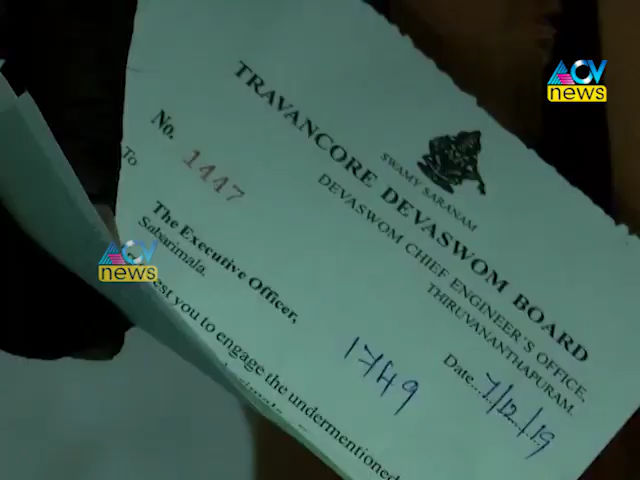 ACV
news
TRAVANCORE DEVASWOM BOARD
SWAMY SARANAM
DEVASWOM CHIEF ENGINEER'S OFFICE,
THIRUVANANTHAPURAM.
No. 1447
Date....7/12/19
To
The Executive Officer,
Sabarimala.
1749
est you to engage the undermentioned
ACV
news